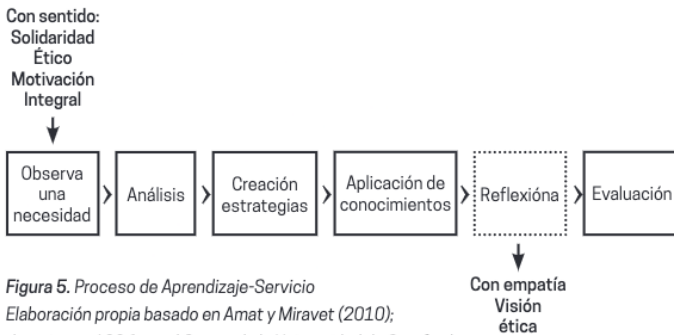 Con sentido:
Solidaridad
Ético
Motivación
Integral
Observa
una
necesidad
Análisis
Creación
estrategias
Aplicación de
conocimientos
Reflexióna
Evaluación
Con empatía
Visión
ética
Figura 5. Proceso de Aprendizaje-Servicio
Elaboración propia basado en Amat y Miravet (2010);